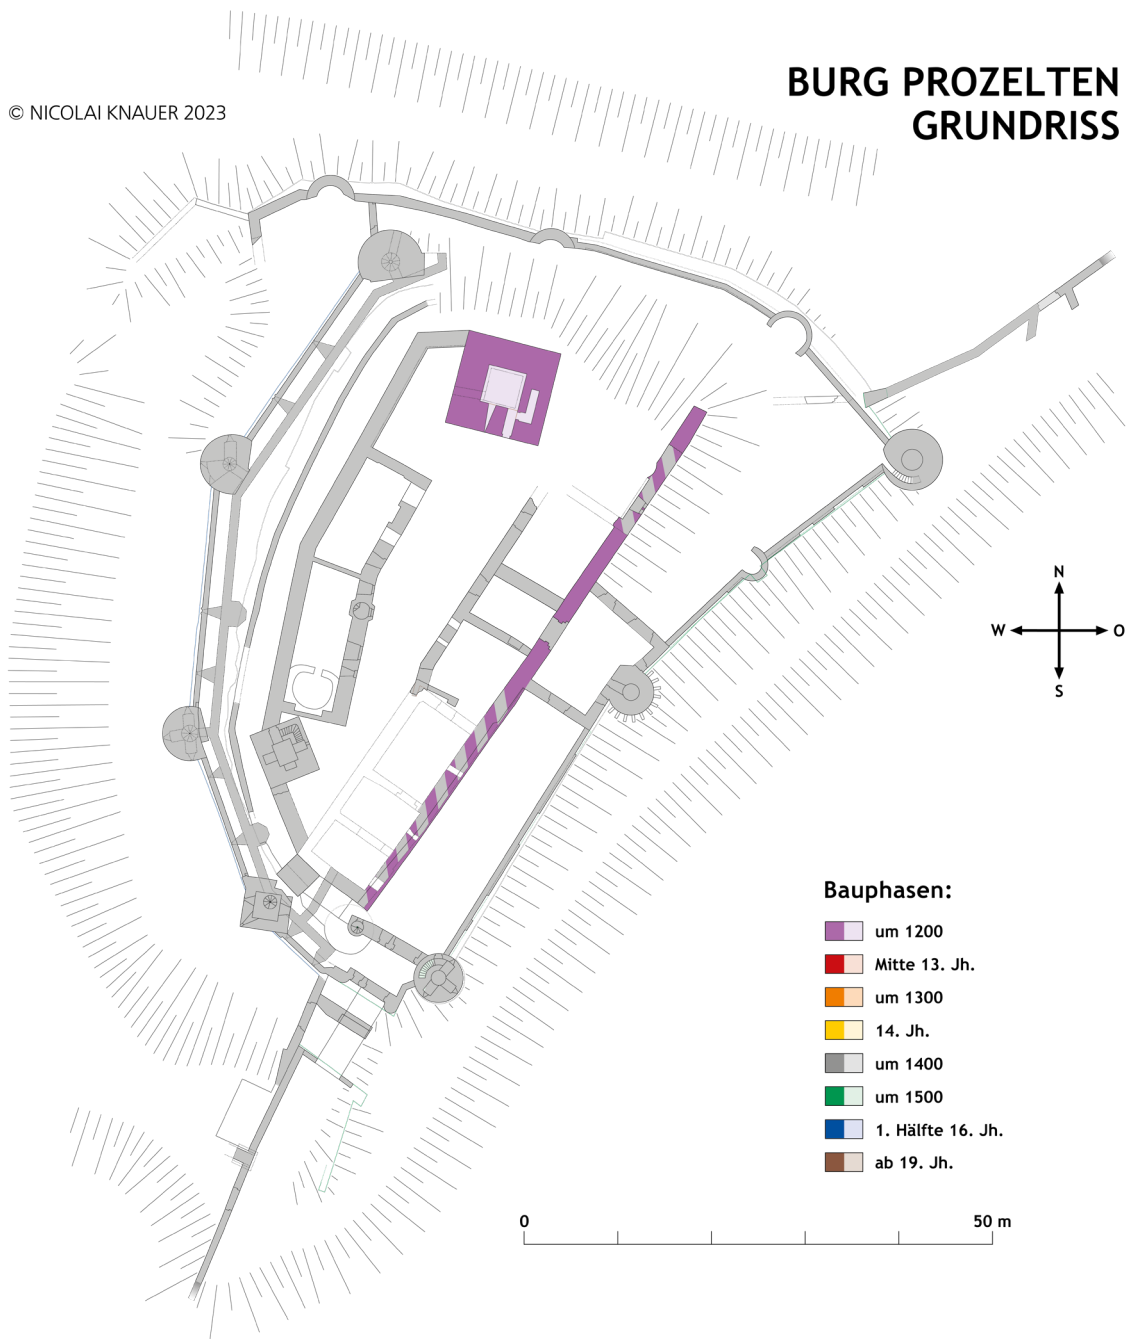 BURG PROZELTEN
GRUNDRISS
© NICOLAI KNAUER 2023
N
W
O
S
Bauphasen:
um 1200
Mitte 13. Jh.
um 1300
14. Jh.
um 1400
um 1500
1. Hälfte 16. Jh.
ab 19. Jh.
0
50 m